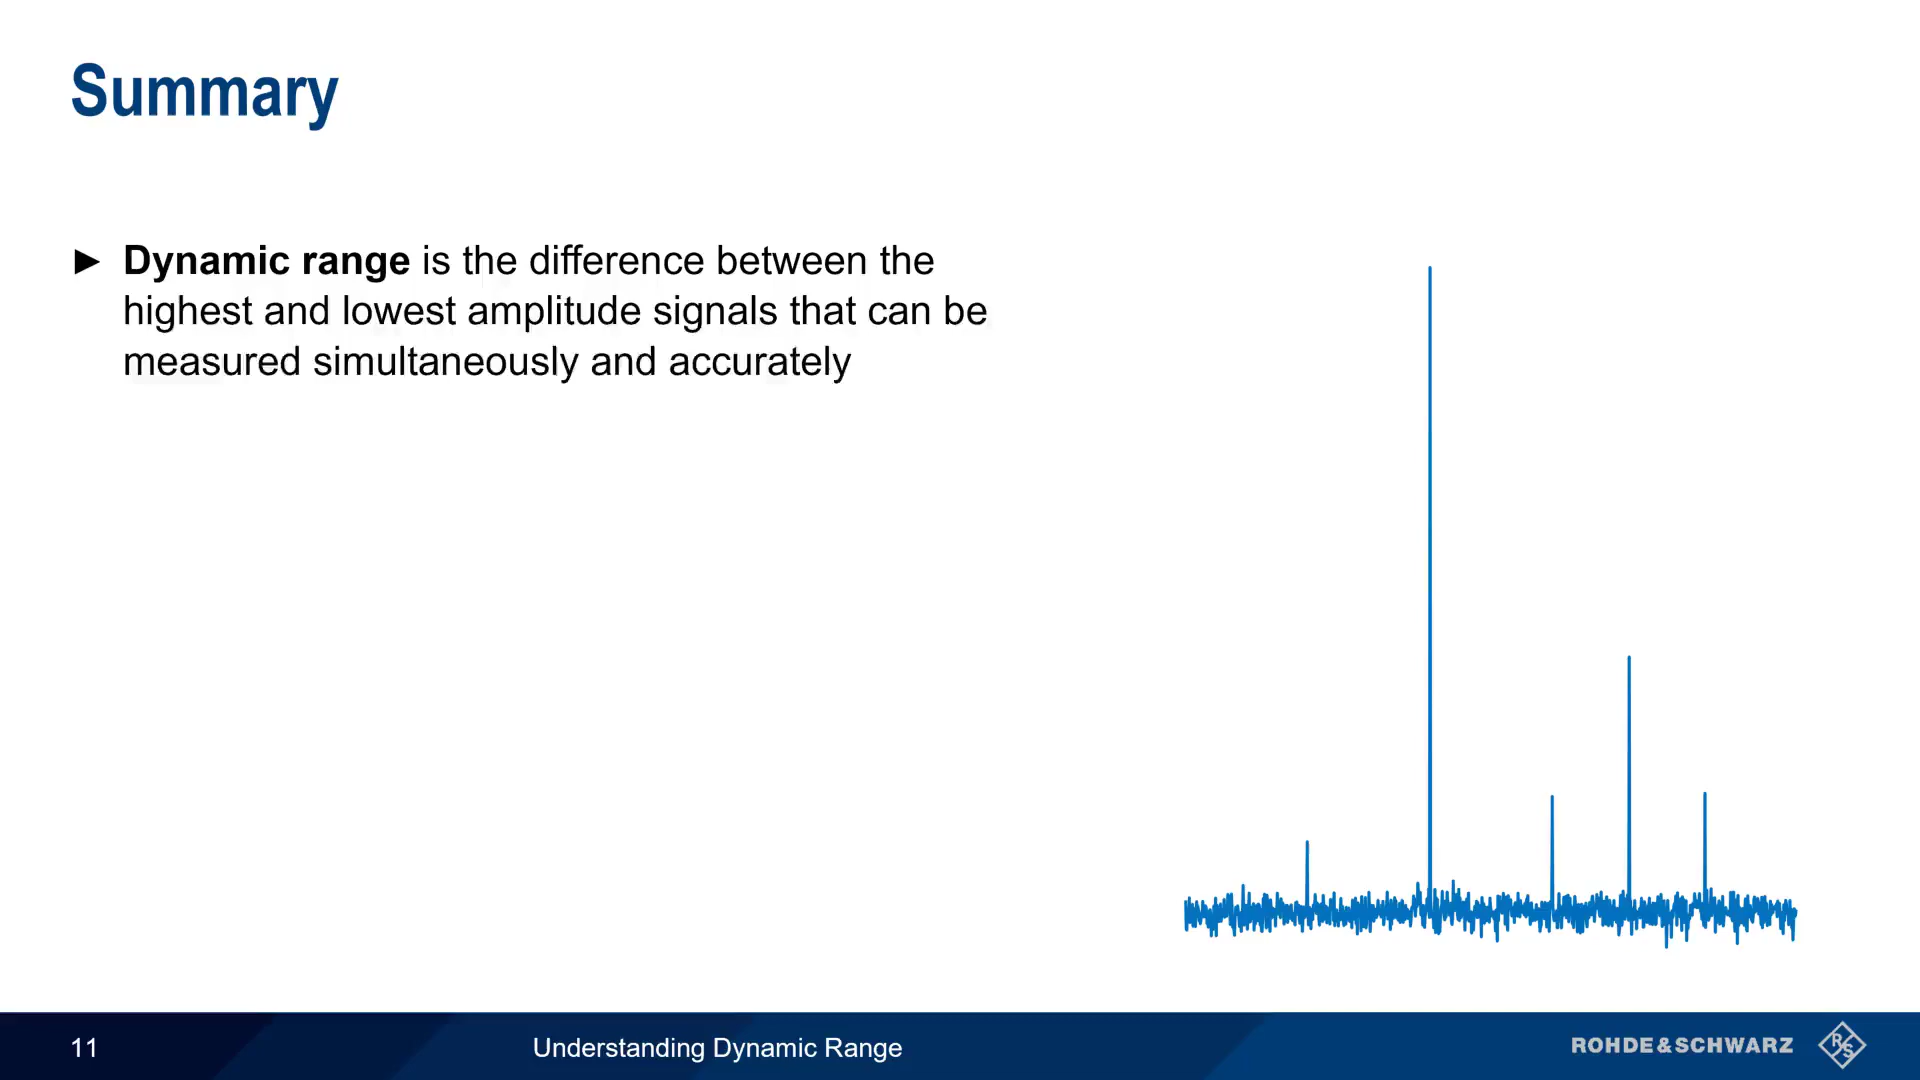 Summary
► Dynamic range is the difference between the
highest and lowest amplitude signals that can be
measured simultaneously and accurately
11
Understanding Dynamic Range
ROHDE&SCHWARZ
R&S